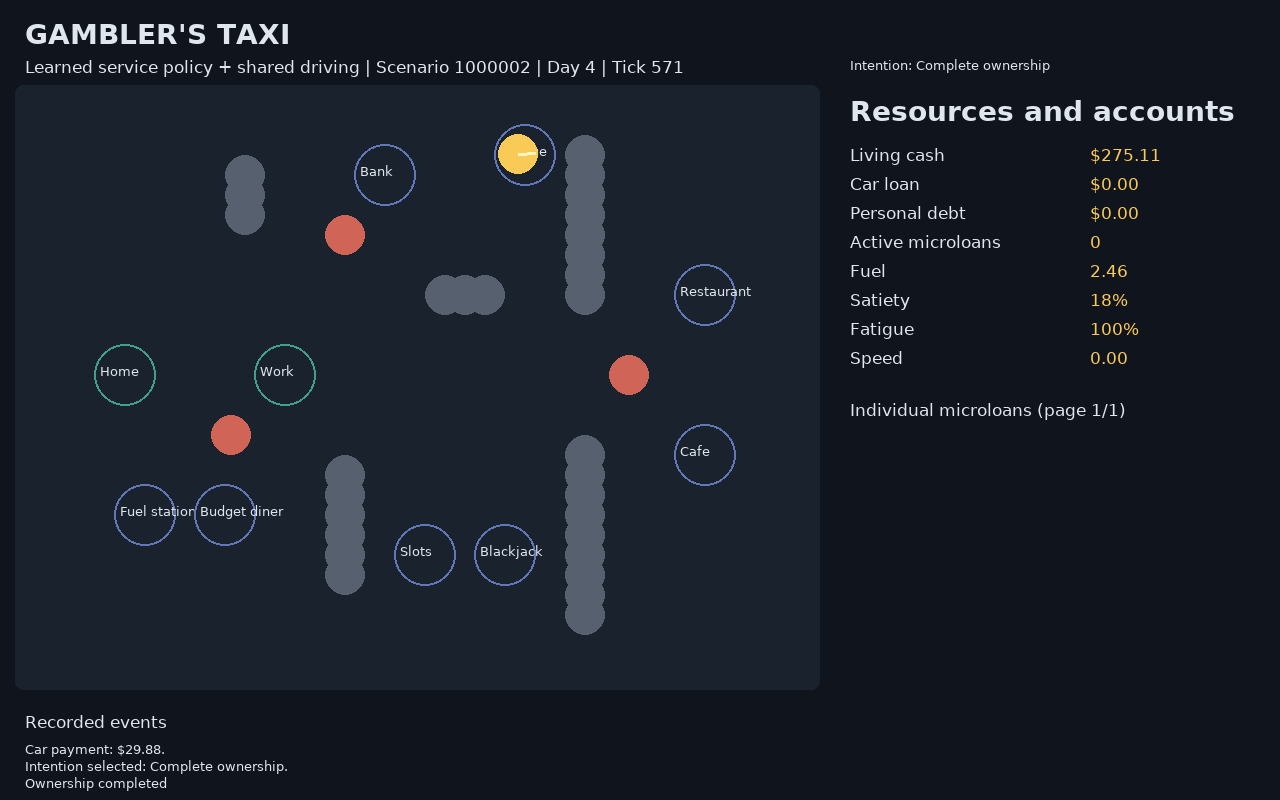 GAMBLER'S TAXI
Learned service policy + shared driving | Scenario 1000002 | Day 4 | Tick 571
Intention: Complete ownership
Resources and accounts
Living cash $275.11
Car loan $0.00
Personal debt $0.00
Active microloans 0
Fuel 2.46
Satiety 18%
Fatigue 100%
Speed 0.00
Individual microloans (page 1/1)
Bank
Restaurant
Home
Work
Cafe
Fuel station
Budget diner
Slots
Blackjack
Recorded events
Car payment: $29.88.
Intention selected: Complete ownership.
Ownership completed